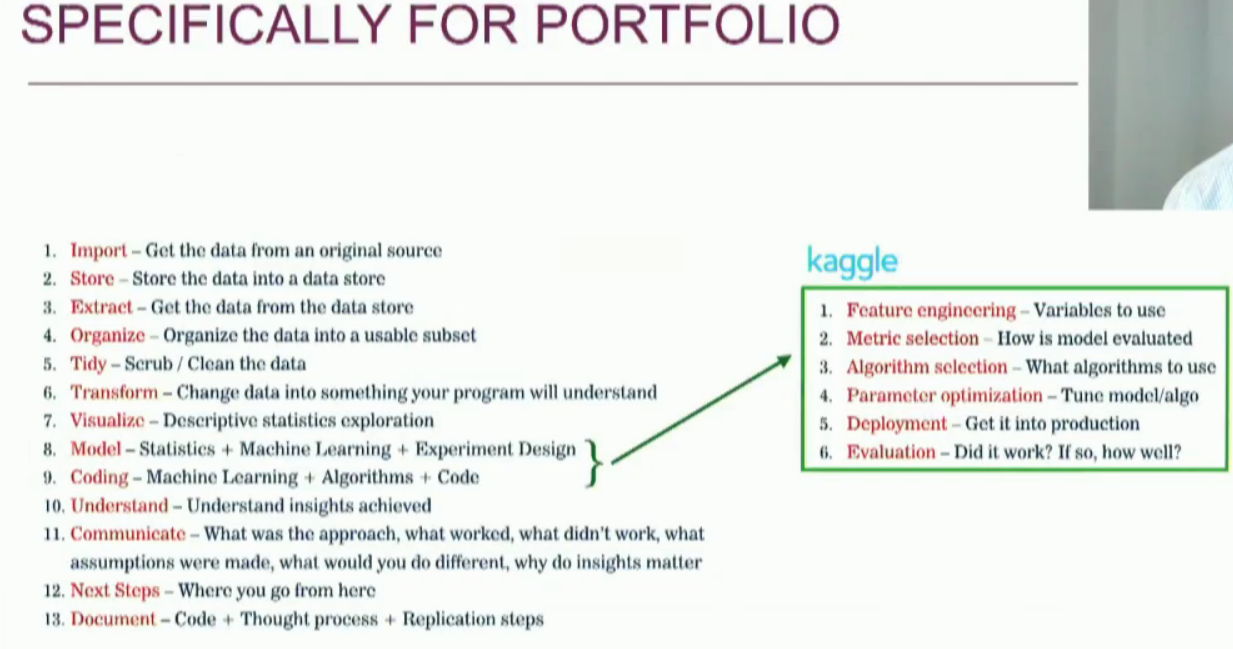 SPECIFICALLY FOR PORTFOLIO
1. Import – Get the data from an original source
2. Store – Store the data into a data store
3. Extract – Get the data from the data store
4. Organize – Organize the data into a usable subset
5. Tidy – Scrub / Clean the data
6. Transform – Change data into something your program will understand
7. Visualize – Descriptive statistics exploration
8. Model – Statistics + Machine Learning + Experiment Design
9. Coding – Machine Learning + Algorithms + Code
10. Understand – Understand insights achieved
11. Communicate – What was the approach, what worked, what didn't work, what
assumptions were made, what would you do different, why do insights matter
12. Next Steps – Where you go from here
13. Document – Code + Thought process + Replication steps
kaggle
1. Feature engineering – Variables to use
2. Metric selection – How is model evaluated
3. Algorithm selection – What algorithms to use
4. Parameter optimization – Tune model/algo
5. Deployment – Get it into production
6. Evaluation – Did it work? If so, how well?